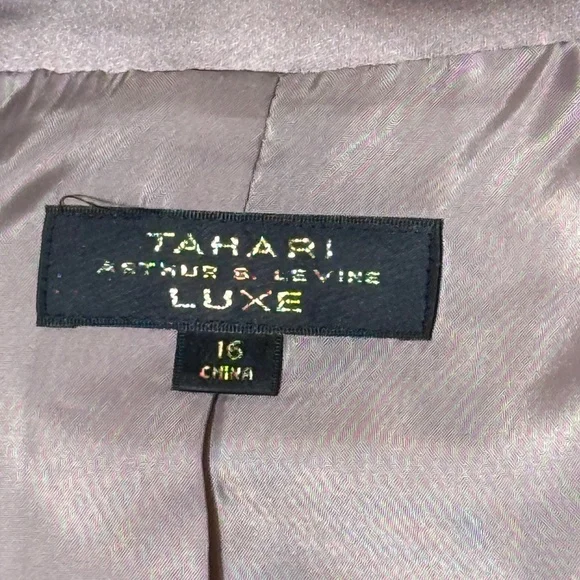 TAHARI
ARTHUR S. LEVINE
LUXE
16
CHINA